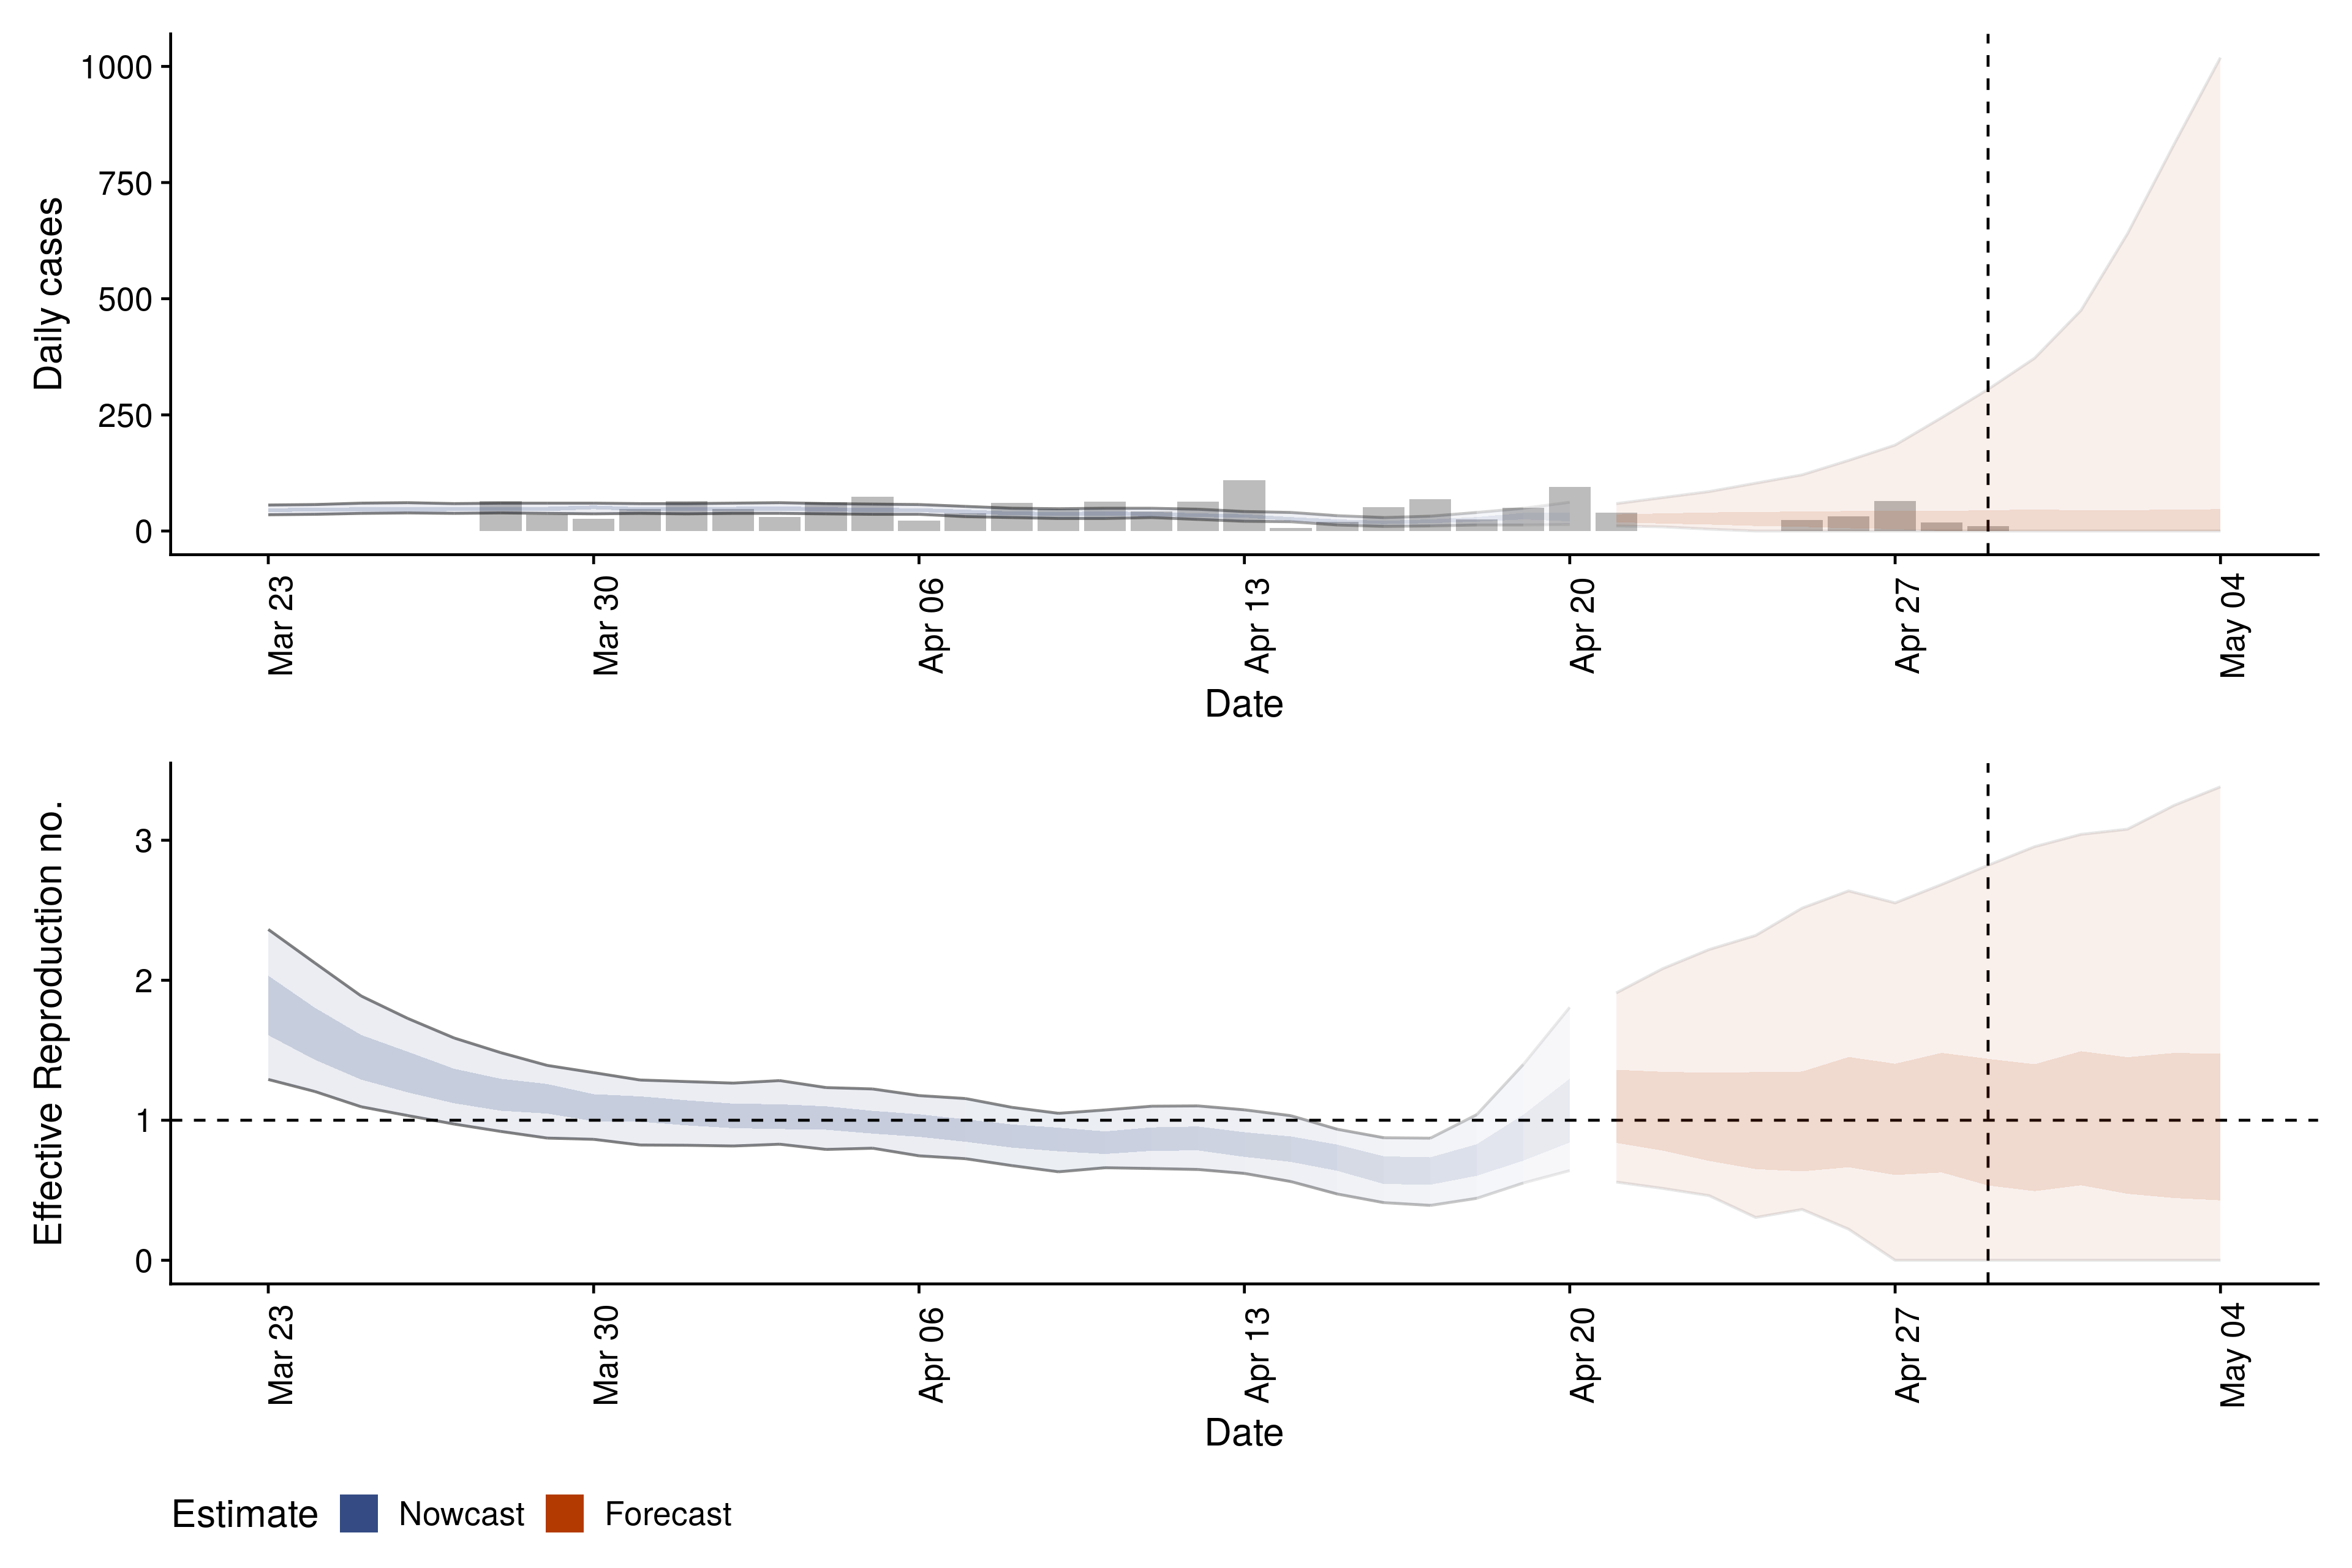 Daily cases
1000
750
500
250
0
Mar 23
Mar 30
Apr 06
Apr 13
Apr 20
Apr 27
May 04
Date
Effective Reproduction no.
3
2
1
0
Mar 23
Mar 30
Apr 06
Apr 13
Apr 20
Apr 27
May 04
Date
Estimate Nowcast Forecast